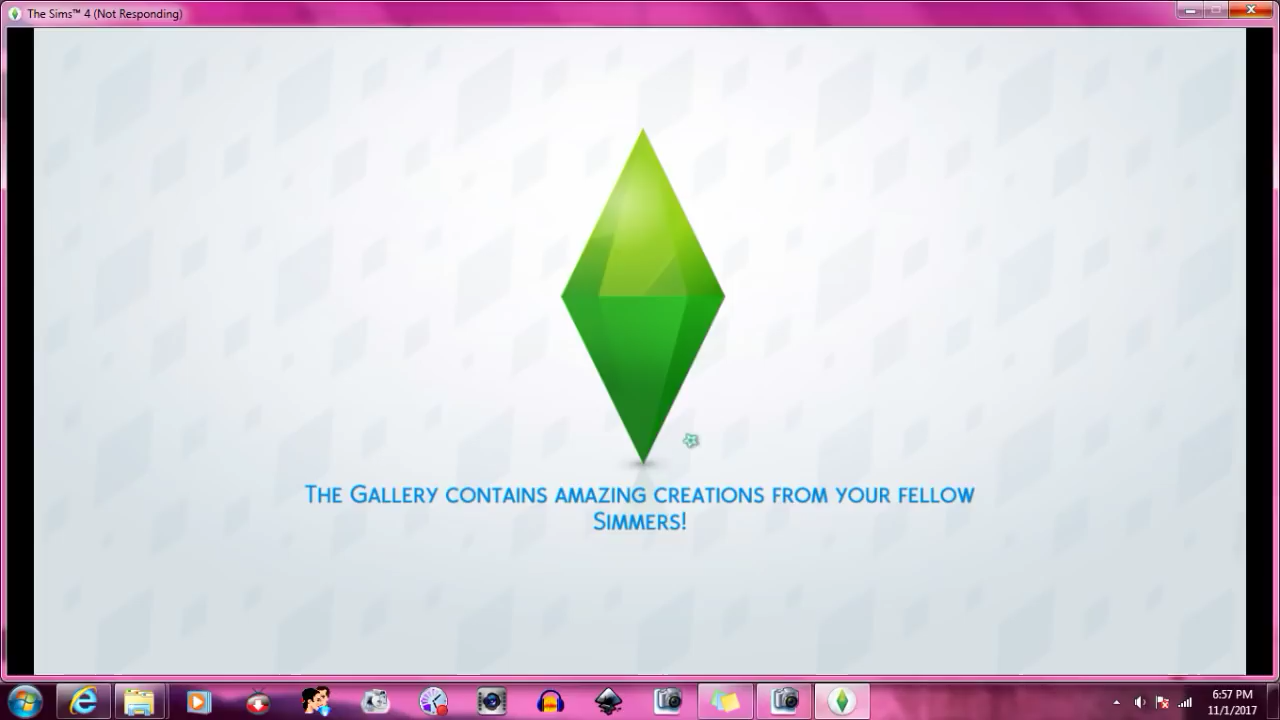 The Sims™ 4 (Not Responding)
The Gallery contains amazing creations from your fellow
Simmers!
6:57 PM
11/1/2017